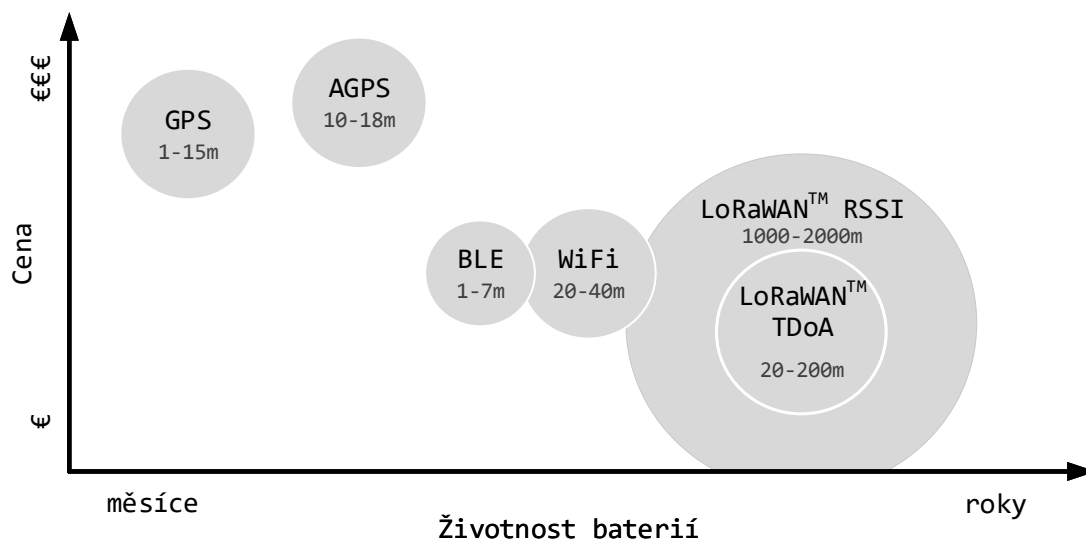 €€€
Cena
€
GPS
1-15m
AGPS
10-18m
BLE
1-7m
WiFi
20-40m
LoRaWAN™ RSSI
1000-2000m
LoRaWAN™
TDoA
20-200m
měsíce
roky
Životnost baterií